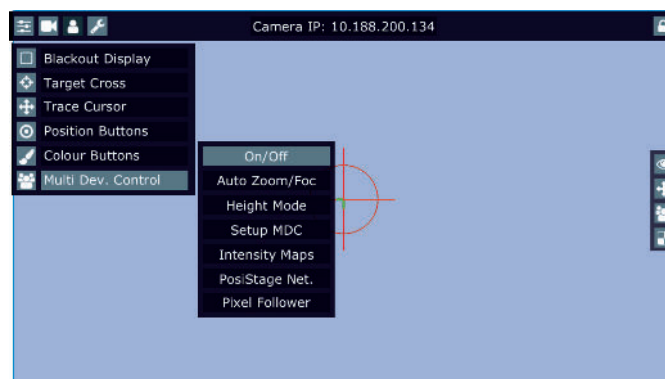 Camera IP: 10.188.200.134
Blackout Display
Target Cross
Trace Cursor
Position Buttons
Colour Buttons
Multi Dev. Control
On/Off
Auto Zoom/Foc
Height Mode
Setup MDC
Intensity Maps
PosiStage Net.
Pixel Follower